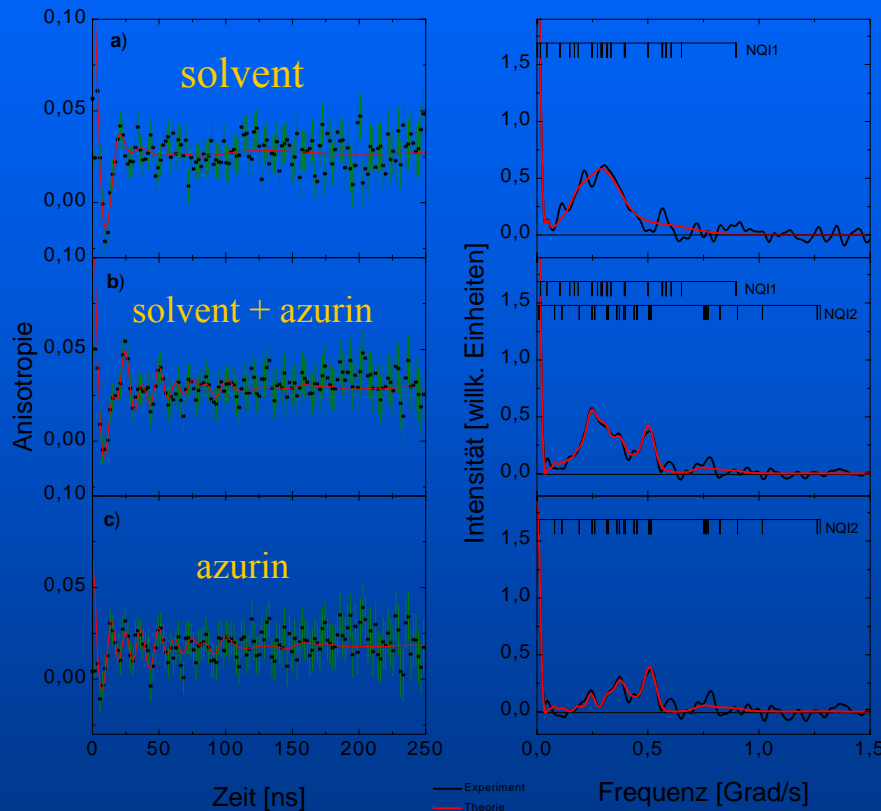 Anisotropie
0,10
0,05
0,00
0,10
0,05
0,00
0,10
0,05
0,00
a)
solvent
b)
solvent + azurin
c)
azurin
0
50
100
150
200
250
Zeit [ns]
Intensität [willk. Einheiten]
1,5
1,0
0,5
0,0
1,5
1,0
0,5
0,0
1,5
1,0
0,5
0,0
NQI1
NQI1
NQI2
NQI2
0,0
0,5
1,0
1,5
Frequenz [Grad/s]
Experiment
Theorie